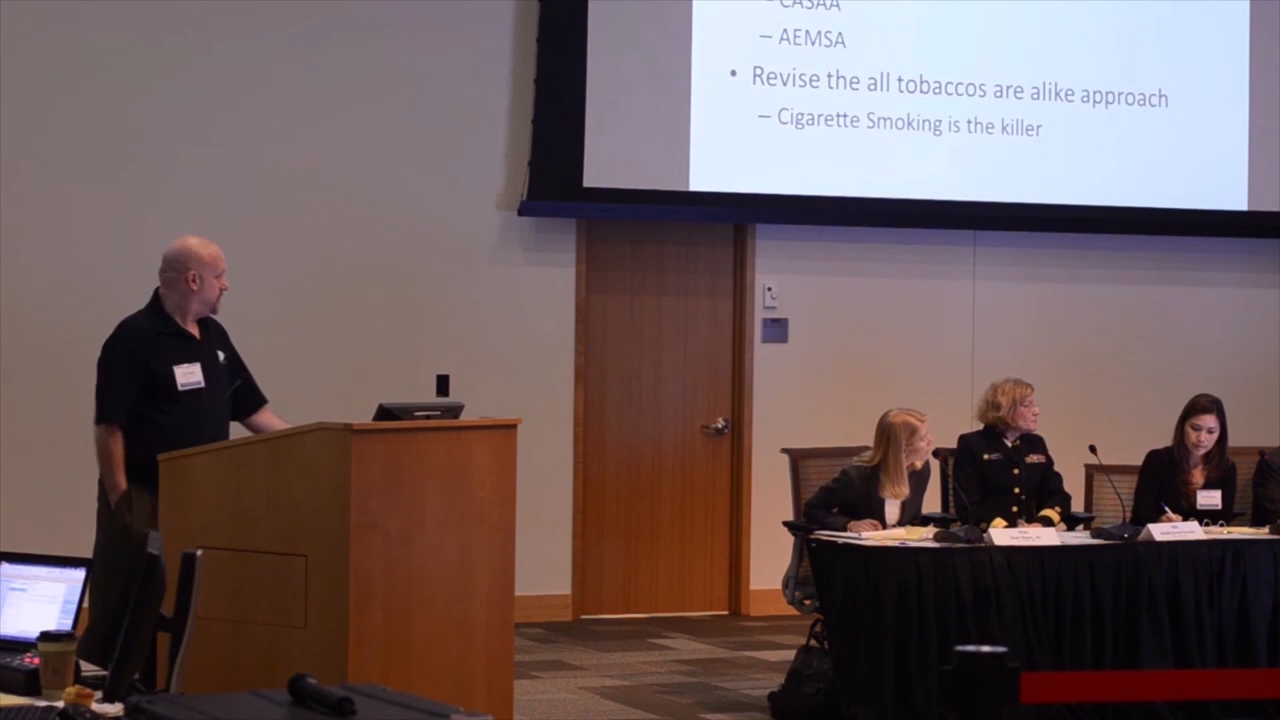 – CASAA
– AEMSA
• Revise the all tobaccos are alike approach
– Cigarette Smoking is the killer